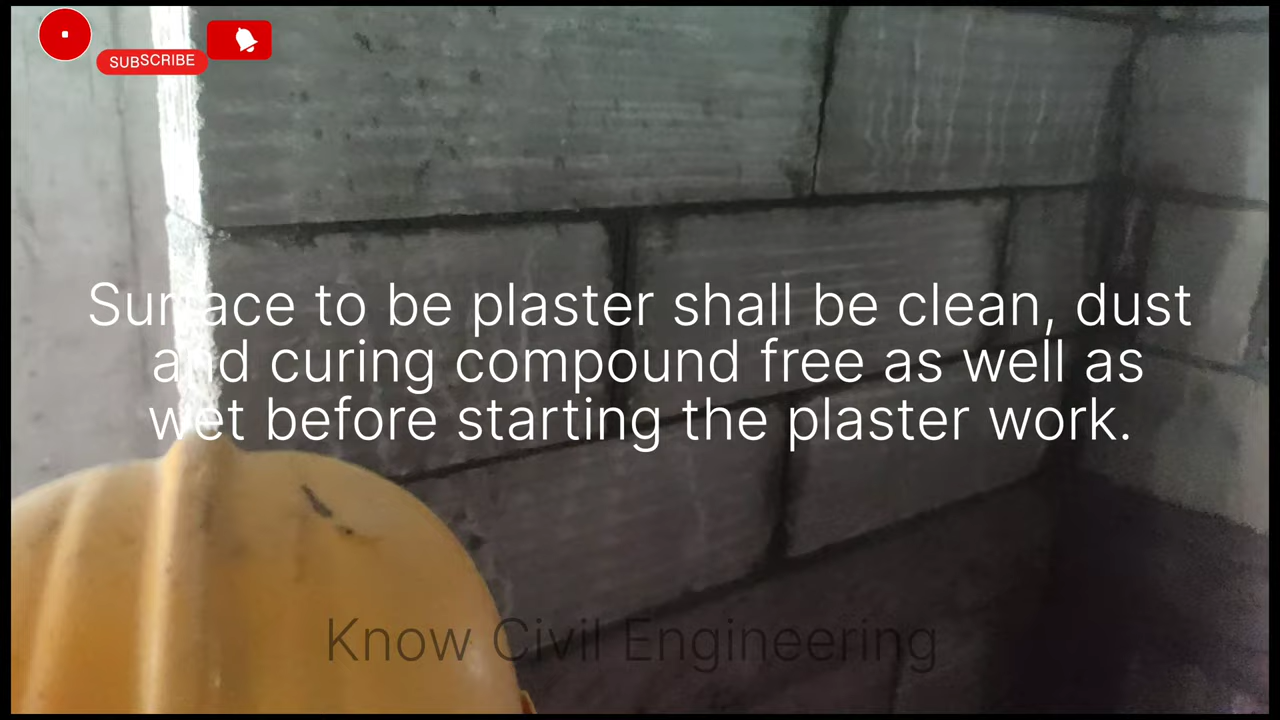 SUBSCRIBE
Surface to be plaster shall be clean, dust
and curing compound free as well as
wet before starting the plaster work.
Know Civil Engineering